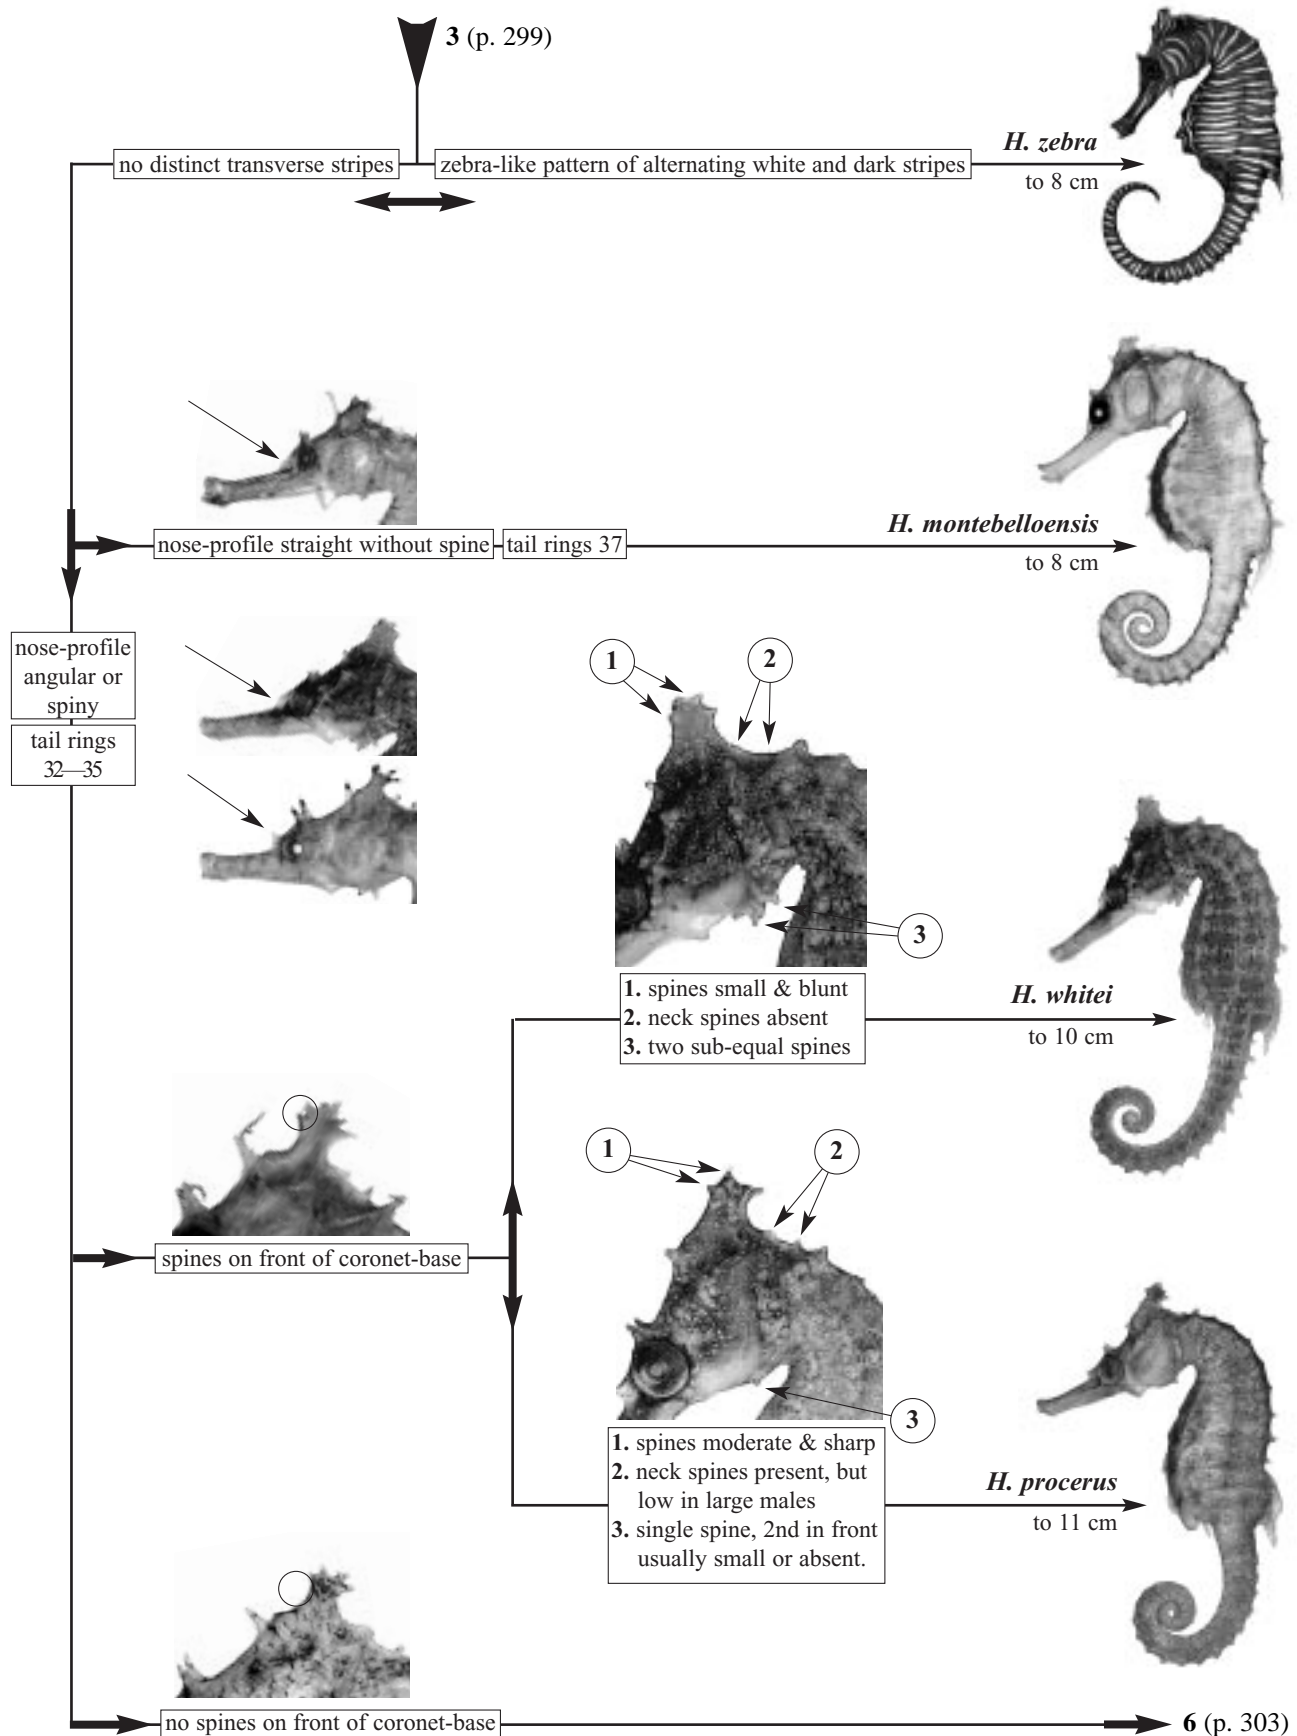 3 (p. 299)
no distinct transverse stripes
zebra-like pattern of alternating white and dark stripes
H. zebra
to 8 cm
nose-profile straight without spine
tail rings 37
H. montebelloensis
to 8 cm
nose-profile
angular or
spiny
tail rings
32—35
1
2
3
1. spines small & blunt
2. neck spines absent
3. two sub-equal spines
H. whitei
to 10 cm
spines on front of coronet-base
1
2
3
1. spines moderate & sharp
2. neck spines present, but
low in large males
3. single spine, 2nd in front
usually small or absent.
H. procerus
to 11 cm
no spines on front of coronet-base
6 (p. 303)